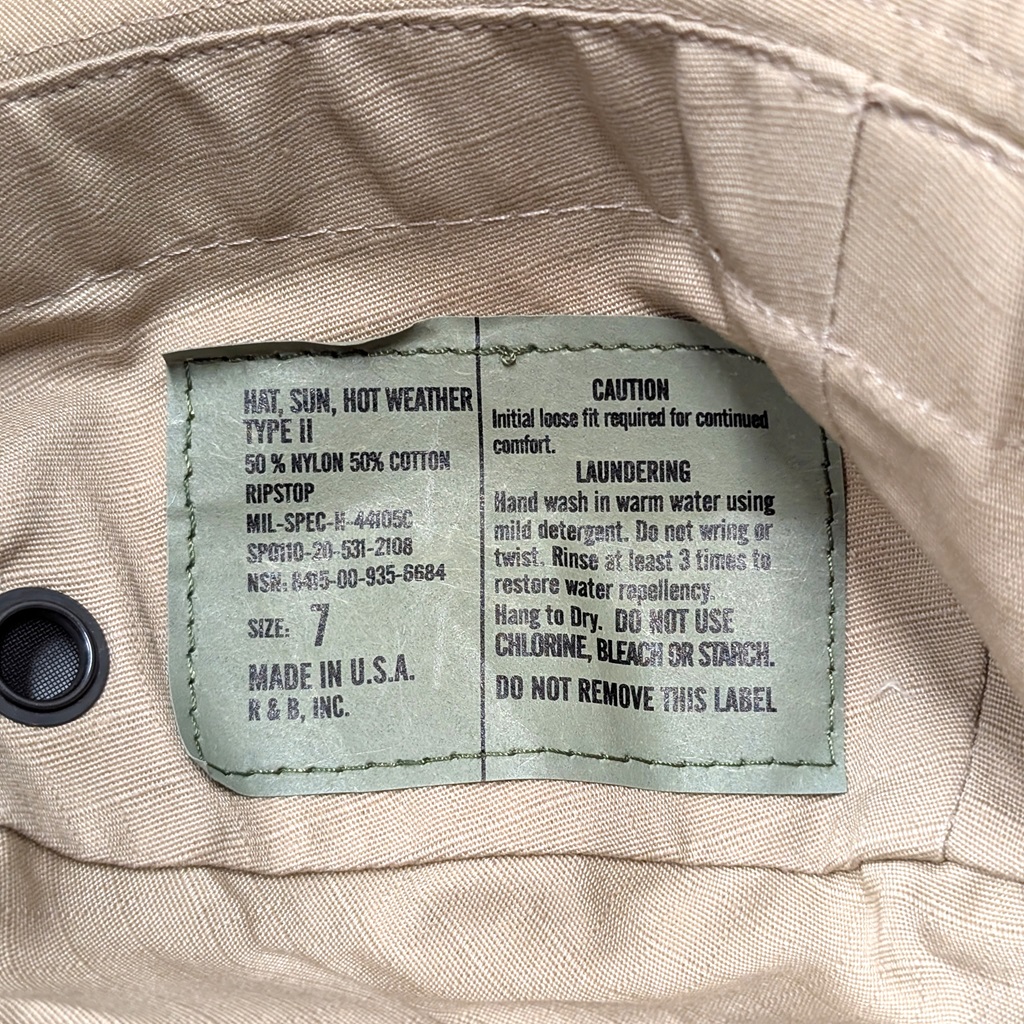 HAT, SUN, HOT WEATHER
TYPE II
50 % NYLON 50% COTTON
RIPSTOP
MIL-SPEC-H-44105C
SP0110-20-531-2108
NSN: 8415-00-935-6684
SIZE: 7
MADE IN U.S.A.
R & B, INC.
CAUTION
Initial loose fit required for continued
comfort.
LAUNDERING
Hand wash in warm water using
mild detergent. Do not wring or
twist. Rinse at least 3 times to
restore water repellency.
Hang to Dry. DO NOT USE
CHLORINE, BLEACH OR STARCH.
DO NOT REMOVE THIS LABEL